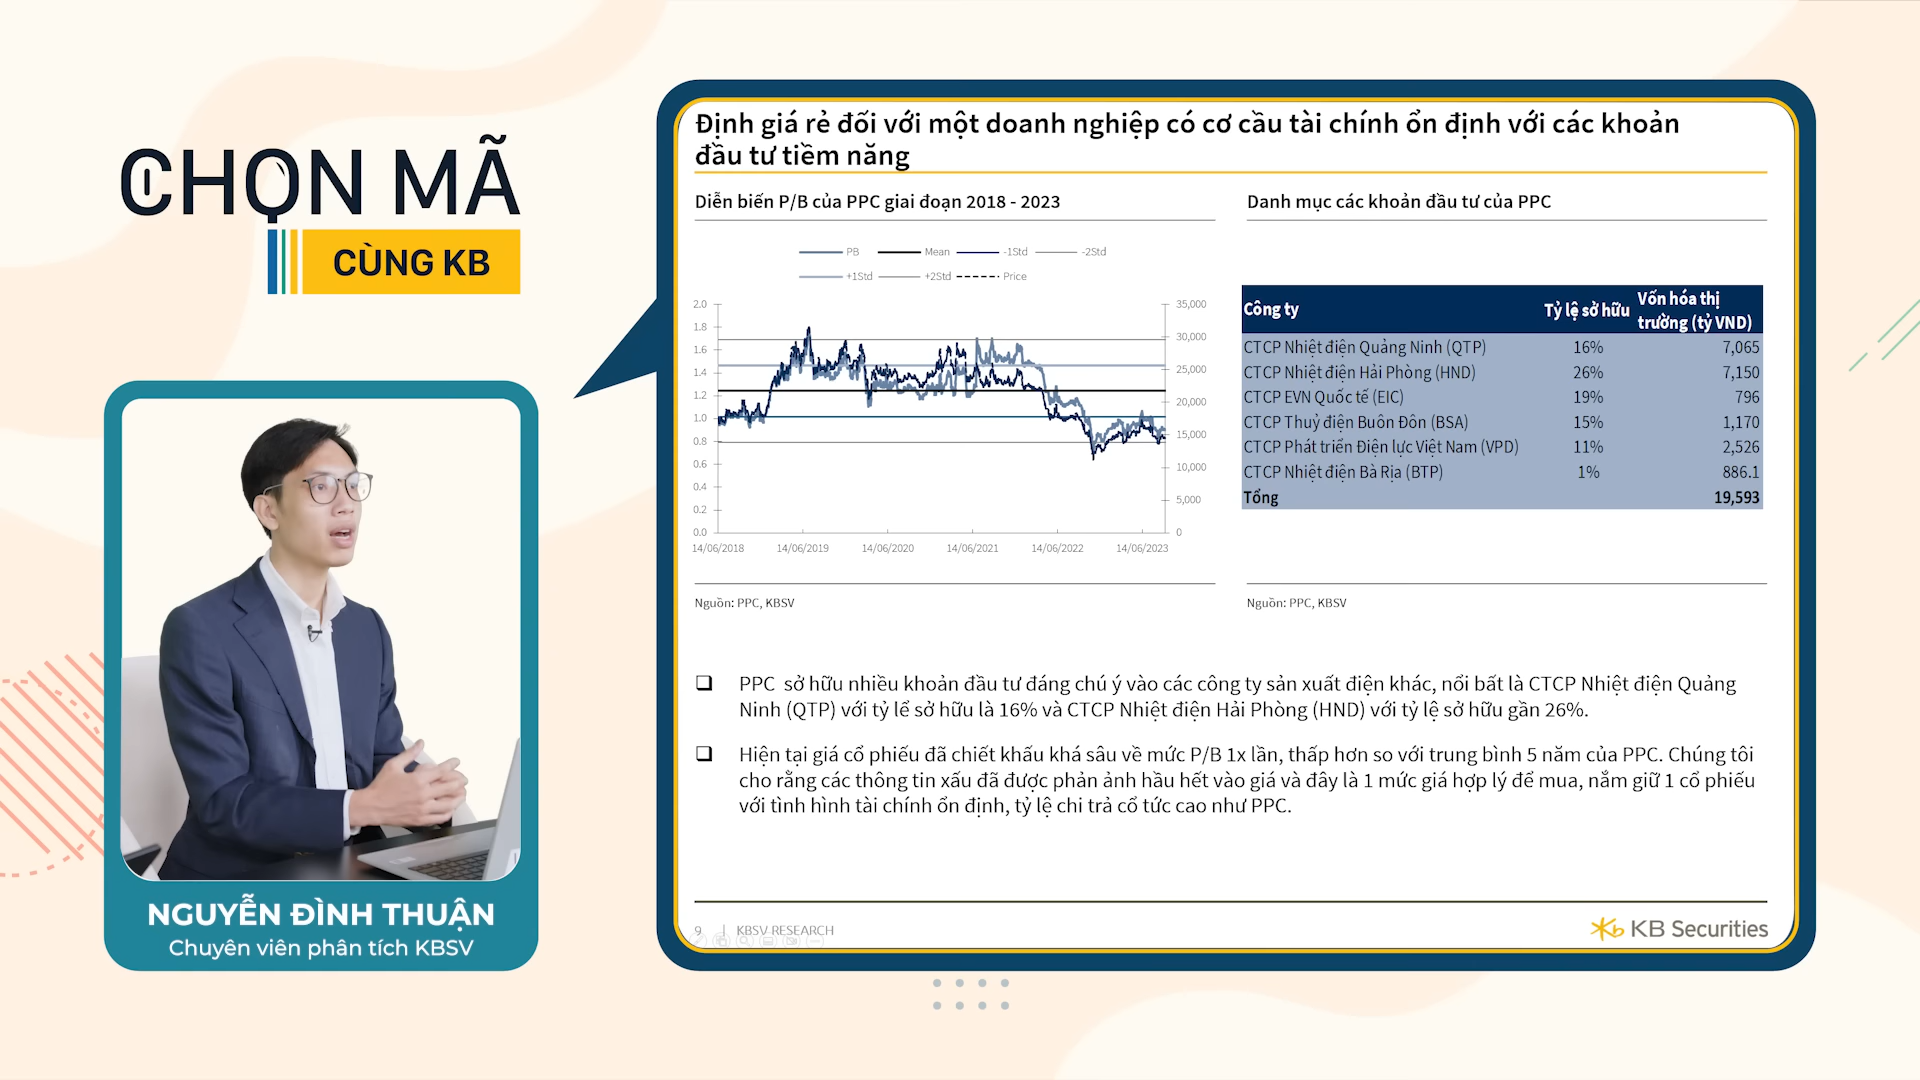 CHỌN MÃ
CÙNG KB
NGUYỄN ĐÌNH THUẬN
Chuyên viên phân tích KBSV
Định giá rẻ đối với một doanh nghiệp có cơ cầu tài chính ổn định với các khoản
đầu tư tiềm năng
Diễn biến P/B của PPC giai đoạn 2018 - 2023
PB Mean -1Std -2Std
+1Std +2Std Price
2.0 35,000
1.8 30,000
1.6
1.4 25,000
1.2 20,000
1.0
0.8 15,000
0.6 10,000
0.4
0.2 5,000
0.0 0
14/06/2018 14/06/2019 14/06/2020 14/06/2021 14/06/2022 14/06/2023
Nguồn: PPC, KBSV
Danh mục các khoản đầu tư của PPC
Công ty Tỷ lệ sở hữu Vốn hóa thị
trường (tỷ VND)
CTCP Nhiệt điện Quảng Ninh (QTP) 16% 7,065
CTCP Nhiệt điện Hải Phòng (HND) 26% 7,150
CTCP EVN Quốc tế (EIC) 19% 796
CTCP Thuỷ điện Buôn Đôn (BSA) 15% 1,170
CTCP Phát triển Điện lực Việt Nam (VPD) 11% 2,526
CTCP Nhiệt điện Bà Rịa (BTP) 1% 886.1
Tổng 19,593
Nguồn: PPC, KBSV
PPC sở hữu nhiều khoản đầu tư đáng chú ý vào các công ty sản xuất điện khác, nổi bật là CTCP Nhiệt điện Quảng
Ninh (QTP) với tỷ lể sở hữu là 16% và CTCP Nhiệt điện Hải Phòng (HND) với tỷ lệ sở hữu gần 26%.
Hiện tại giá cổ phiếu đã chiết khấu khá sâu về mức P/B 1x lần, thấp hơn so với trung bình 5 năm của PPC. Chúng tôi
cho rằng các thông tin xấu đã được phản ảnh hầu hết vào giá và đây là 1 mức giá hợp lý để mua, nắm giữ 1 cổ phiếu
với tình hình tài chính ổn định, tỷ lệ chi trả cổ tức cao như PPC.
9 | KBSV RESEARCH
KB Securities